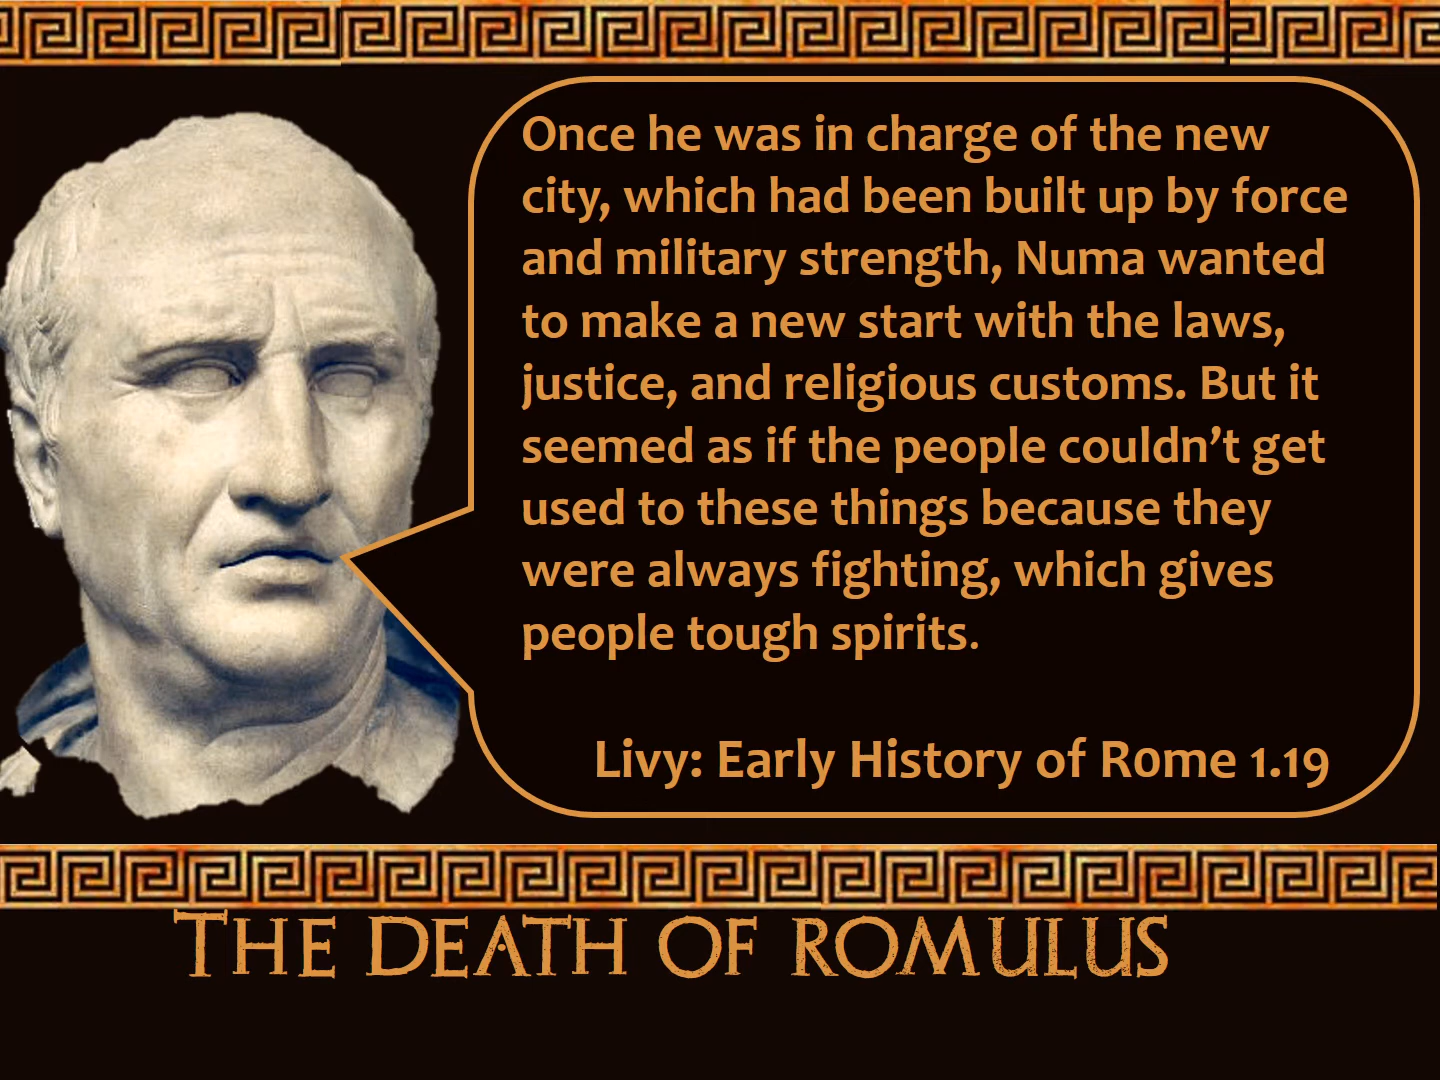 Once he was in charge of the new
city, which had been built up by force
and military strength, Numa wanted
to make a new start with the laws,
justice, and religious customs. But it
seemed as if the people couldn’t get
used to these things because they
were always fighting, which gives
people tough spirits.
Livy: Early History of R0me 1.19
THE DEATH OF ROMULUS